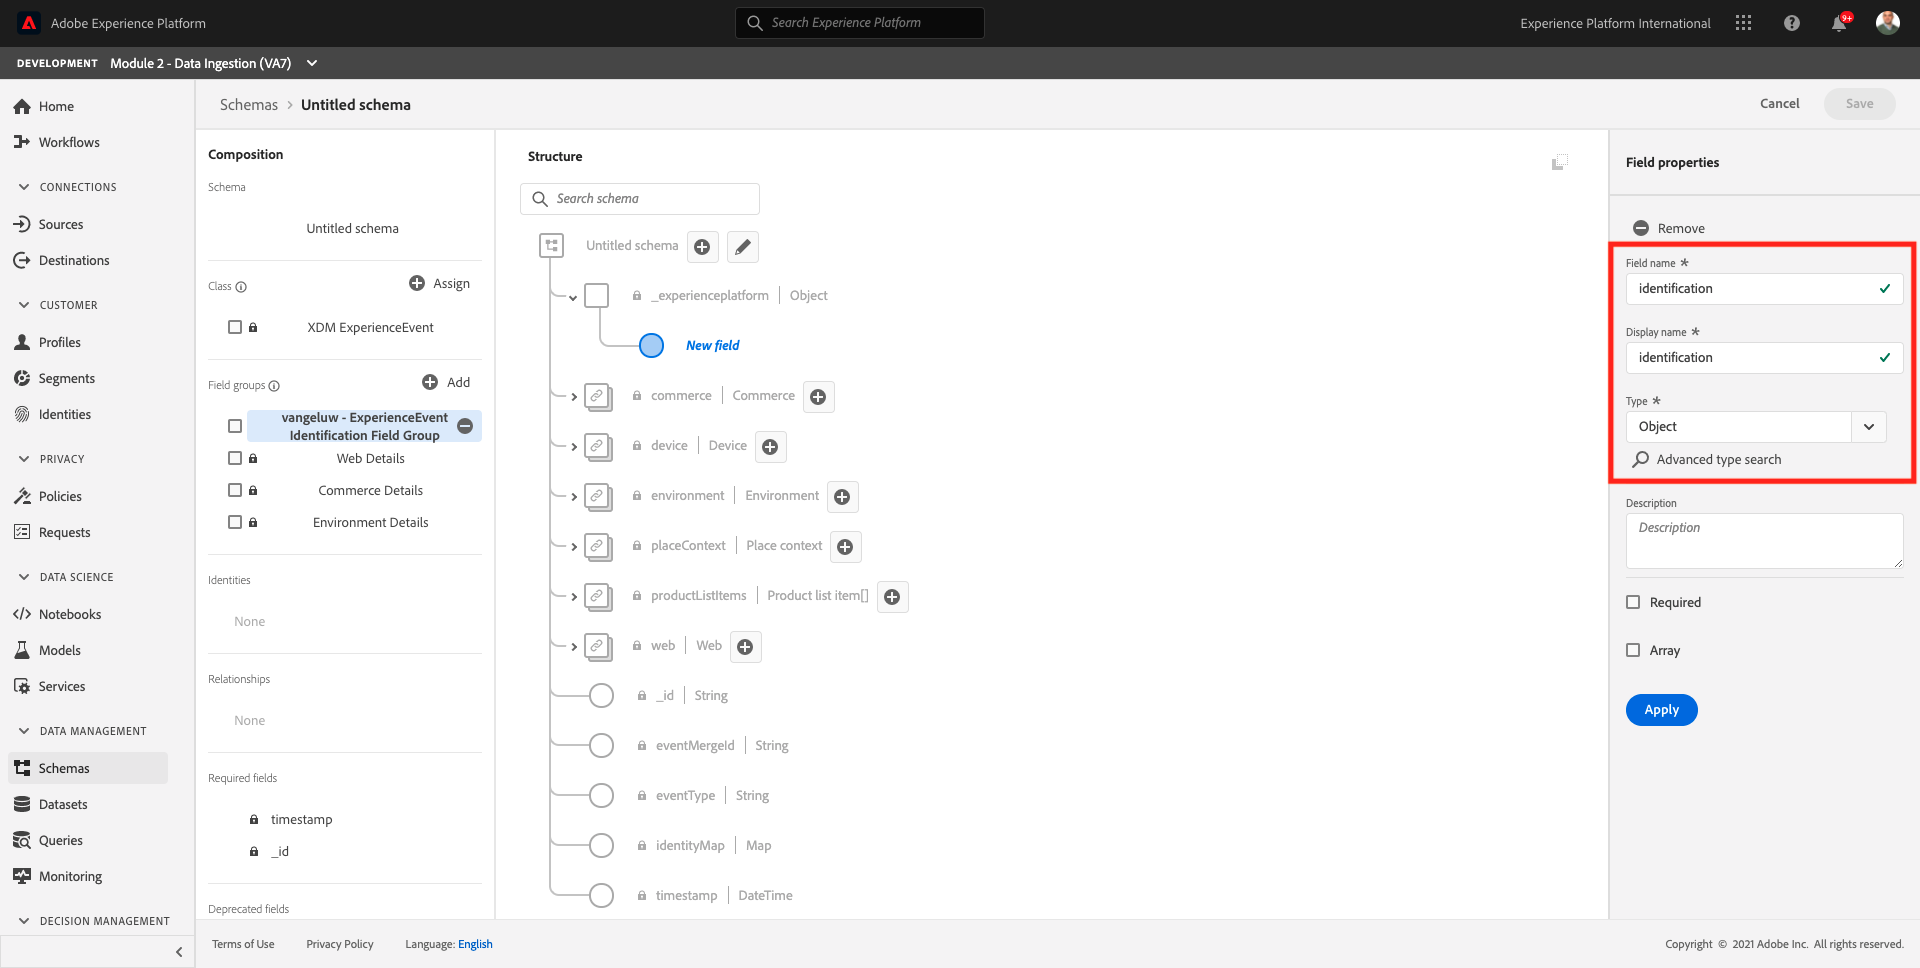 Adobe Experience Platform
Search Experience Platform
Experience Platform International
9+
DEVELOPMENT Module 2 - Data Ingestion (VA7)
Home
Workflows
CONNECTIONS
Sources
Destinations
CUSTOMER
Profiles
Segments
Identities
PRIVACY
Policies
Requests
DATA SCIENCE
Notebooks
Models
Services
DATA MANAGEMENT
Schemas
Datasets
Queries
Monitoring
DECISION MANAGEMENT
Schemas > Untitled schema
Cancel
Save
Composition
Schema
Untitled schema
Class
Assign
XDM ExperienceEvent
Field groups
Add
vangeluw - ExperienceEvent
Identification Field Group
Web Details
Commerce Details
Environment Details
Identities
None
Relationships
None
Required fields
timestamp
_id
Deprecated fields
Structure
Search schema
Untitled schema
_experienceplatform | Object
New field
commerce | Commerce
device | Device
environment | Environment
placeContext | Place context
productListItems | Product list item[]
web | Web
_id | String
eventMergeId | String
eventType | String
identityMap | Map
timestamp | DateTime
Field properties
Remove
Field name *
identification
Display name *
identification
Type *
Object
Advanced type search
Description
Description
Required
Array
Apply
Terms of Use
Privacy Policy
Language: English
Copyright © 2021 Adobe Inc. All rights reserved.